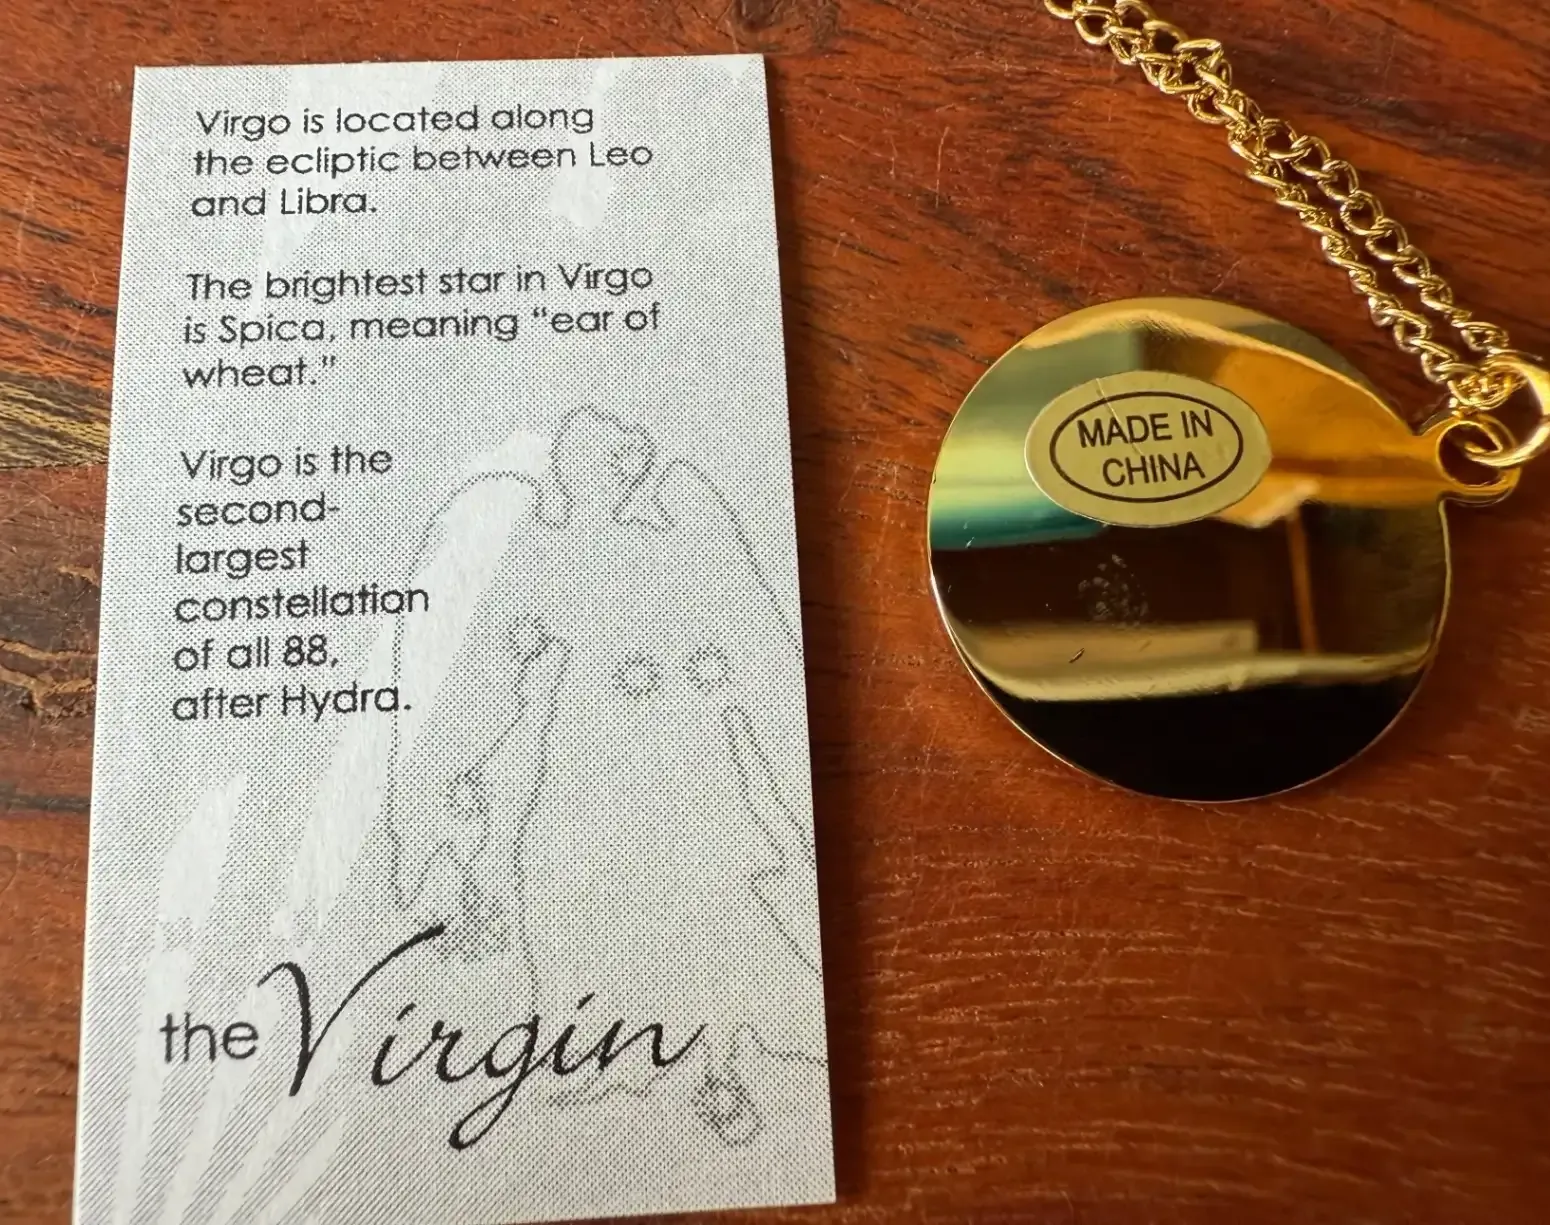 Virgo is located along
the ecliptic between Leo
and Libra.
The brightest star in Virgo
is Spica, meaning “ear of
wheat."
Virgo is the
second-
largest
constellation
of all 88,
after Hydra.
the Virgin
MADE IN
CHINA